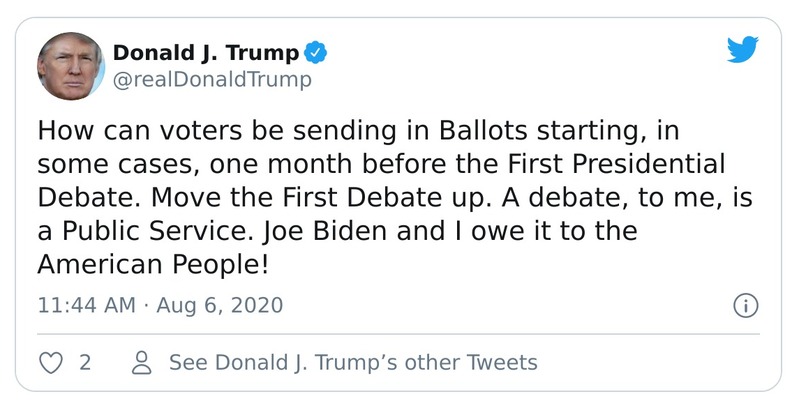 Donald J. Trump
@realDonaldTrump
How can voters be sending in Ballots starting, in
some cases, one month before the First Presidential
Debate. Move the First Debate up. A debate, to me, is
a Public Service. Joe Biden and I owe it to the
American People!
11:44 AM · Aug 6, 2020
2
See Donald J. Trump’s other Tweets